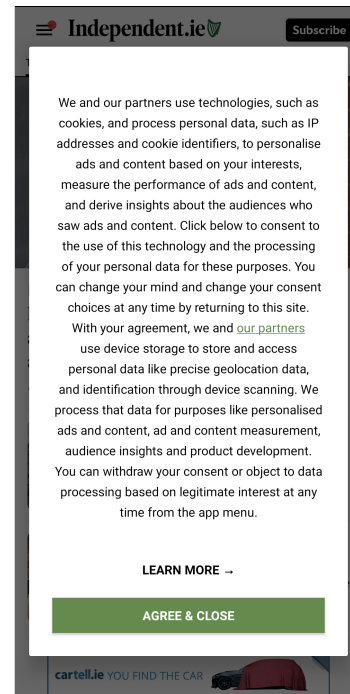 Independent.ie
Subscribe
We and our partners use technologies, such as
cookies, and process personal data, such as IP
addresses and cookie identifiers, to personalise
ads and content based on your interests,
measure the performance of ads and content,
and derive insights about the audiences who
saw ads and content. Click below to consent to
the use of this technology and the processing
of your personal data for these purposes. You
can change your mind and change your consent
choices at any time by returning to this site.
With your agreement, we and our partners
use device storage to store and access
personal data like precise geolocation data,
and identification through device scanning. We
process that data for purposes like personalised
ads and content, ad and content measurement,
audience insights and product development.
You can withdraw your consent or object to data
processing based on legitimate interest at any
time from the app menu.
LEARN MORE →
AGREE & CLOSE
cartell.ie YOU FIND THE CAR